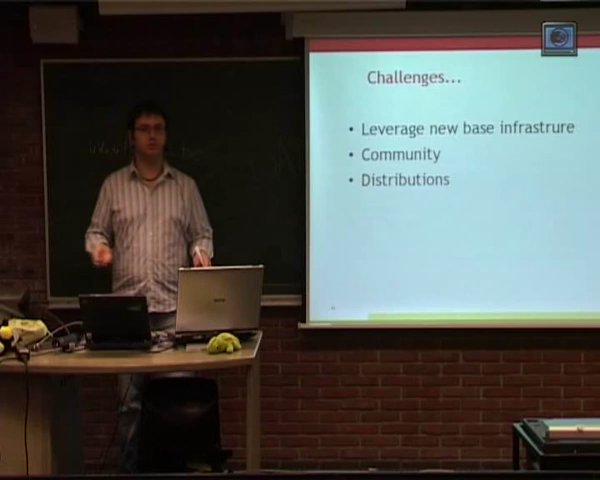 Challenges...
• Leverage new base infrastrure
• Community
• Distributions